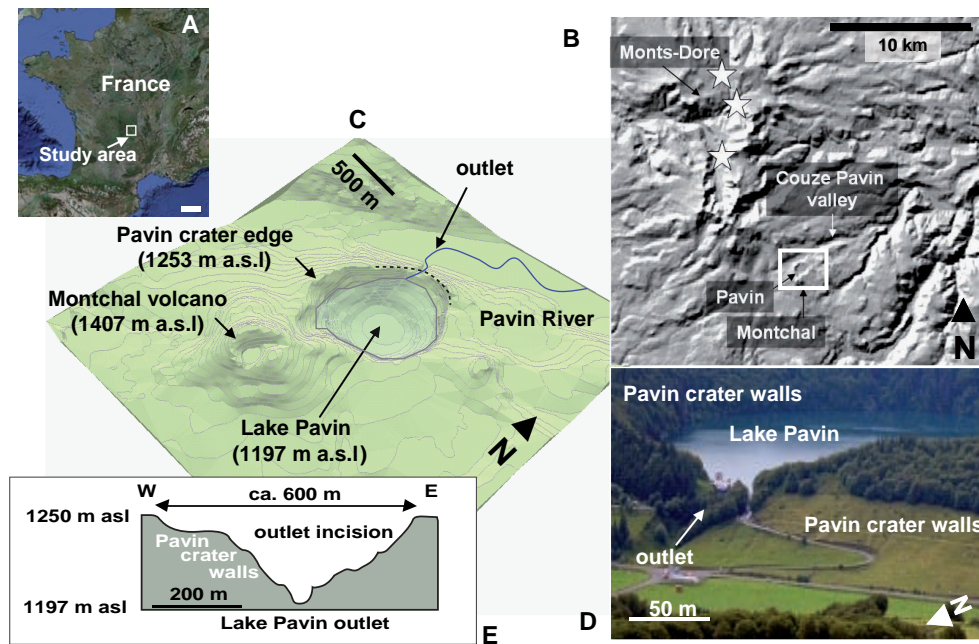 A
France
Study area
B
Monts-Dore
10 km
Couze Pavin
valley
Pavin
Montchal
N
C
500 m
outlet
Pavin crater edge
(1253 m a.s.l)
Montchal volcano
(1407 m a.s.l)
Pavin River
Lake Pavin
(1197 m a.s.l)
N
Pavin crater walls
Lake Pavin
Pavin crater walls
outlet
50 m
N
D
W
ca. 600 m
E
1250 m asl
outlet incision
Pavin
crater
walls
200 m
1197 m asl
Lake Pavin outlet
E